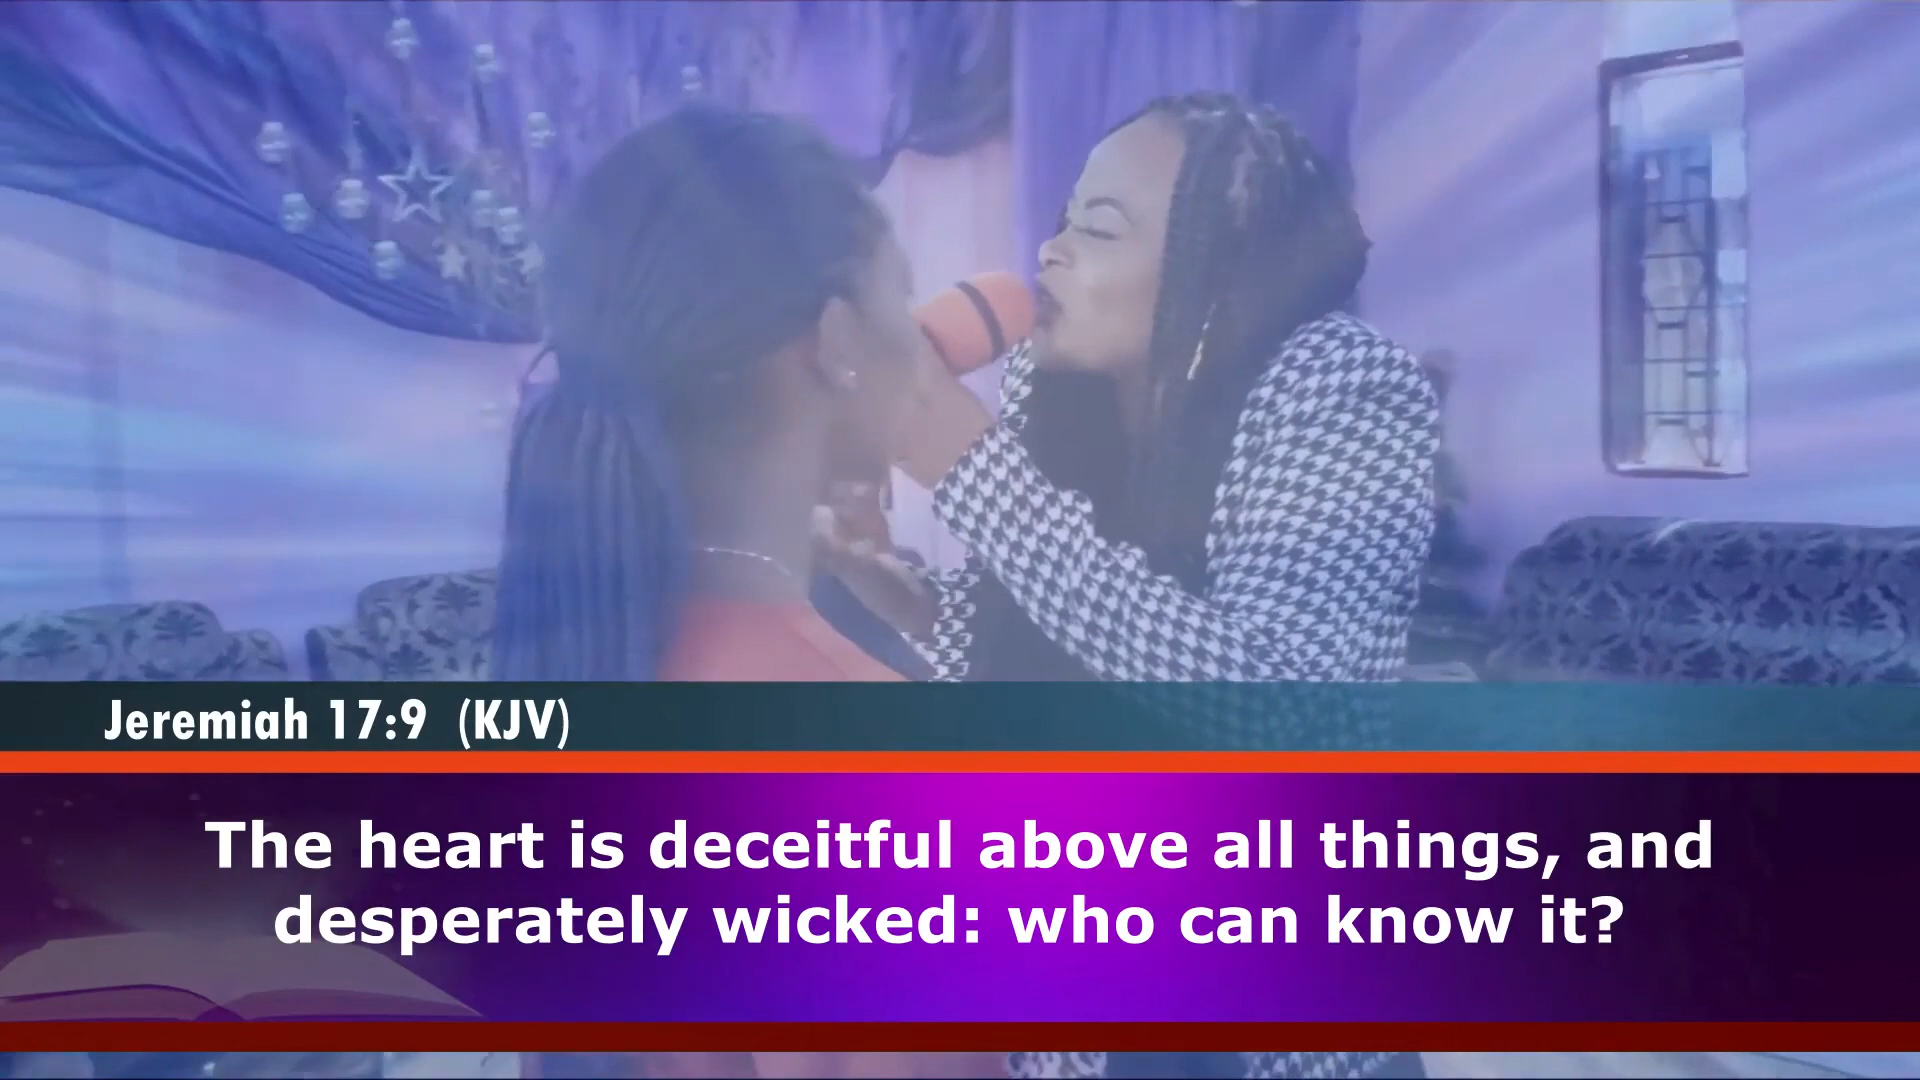 Jeremiah 17:9 (KJV)
The heart is deceitful above all things, and
desperately wicked: who can know it?